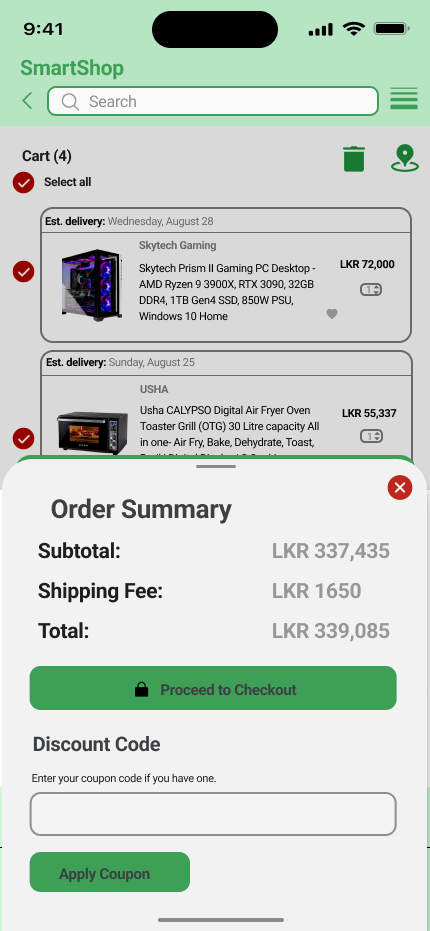 9:41
SmartShop
Search
Cart (4)
Select all
Est. delivery: Wednesday, August 28
Skytech Gaming
Skytech Prism II Gaming PC Desktop -
AMD Ryzen 9 3900X, RTX 3090, 32GB
DDR4, 1TB Gen4 SSD, 850W PSU,
Windows 10 Home
LKR 72,000
1
Est. delivery: Sunday, August 25
USHA
Usha CALYPSO Digital Air Fryer Oven
Toaster Grill (OTG) 30 Litre capacity All
in one- Air Fry, Bake, Dehydrate, Toast,
LKR 55,337
1
Order Summary
Subtotal: LKR 337,435
Shipping Fee: LKR 1650
Total: LKR 339,085
Proceed to Checkout
Discount Code
Enter your coupon code if you have one.
Apply Coupon